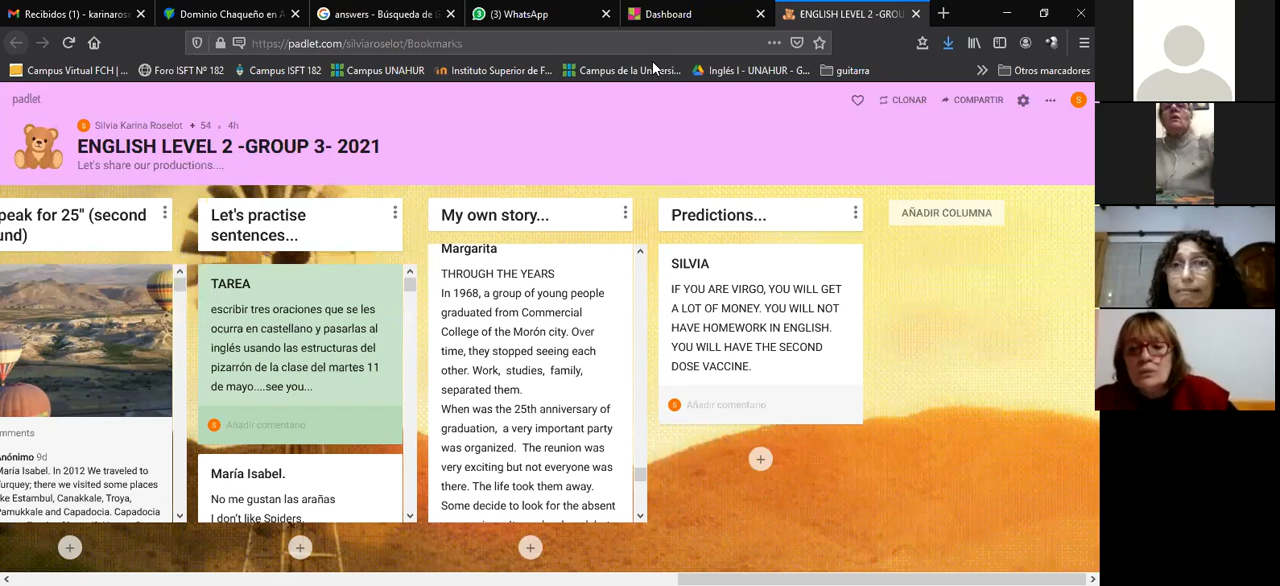 Recibidos (1) - karinarose
Dominio Chaqueño en A
answers - Búsqueda de G
(3) WhatsApp
Dashboard
ENGLISH LEVEL 2 -GROU
https://padlet.com/silviaroselot/Bookmarks
Campus Virtual FCH | ...
Foro ISFT Nº 182
Campus ISFT 182
Campus UNAHUR
Instituto Superior de F...
Campus de la Universi...
Inglés I - UNAHUR - G...
guitarra
Otros marcadores
padlet
CLONAR
COMPARTIR
S
S Silvia Karina Roselot + 54 4h
ENGLISH LEVEL 2 -GROUP 3- 2021
Let's share our productions....
peak for 25" (second
und)
mments
Anónimo 9d
María Isabel. In 2012 We traveled to
Turquey; there we visited some places
ike Estambul, Canakkale, Troya,
Pamukkale and Capadocia. Capadocia
Let's practise
sentences...
TAREA
escribir tres oraciones que se les
ocurra en castellano y pasarlas al
inglés usando las estructuras del
pizarrón de la clase del martes 11
de mayo....see you...
S Añadir comentario
María Isabel.
No me gustan las arañas
I don't like Spiders.
My own story...
Margarita
THROUGH THE YEARS
In 1968, a group of young people
graduated from Commercial
College of the Morón city. Over
time, they stopped seeing each
other. Work, studies, family,
separated them.
When was the 25th anniversary of
graduation, a very important party
was organized. The reunion was
very exciting but not everyone was
there. The life took them away.
Some decide to look for the absent
Predictions...
SILVIA
IF YOU ARE VIRGO, YOU WILL GET
A LOT OF MONEY. YOU WILL NOT
HAVE HOMEWORK IN ENGLISH.
YOU WILL HAVE THE SECOND
DOSE VACCINE.
S Añadir comentario
AÑADIR COLUMNA